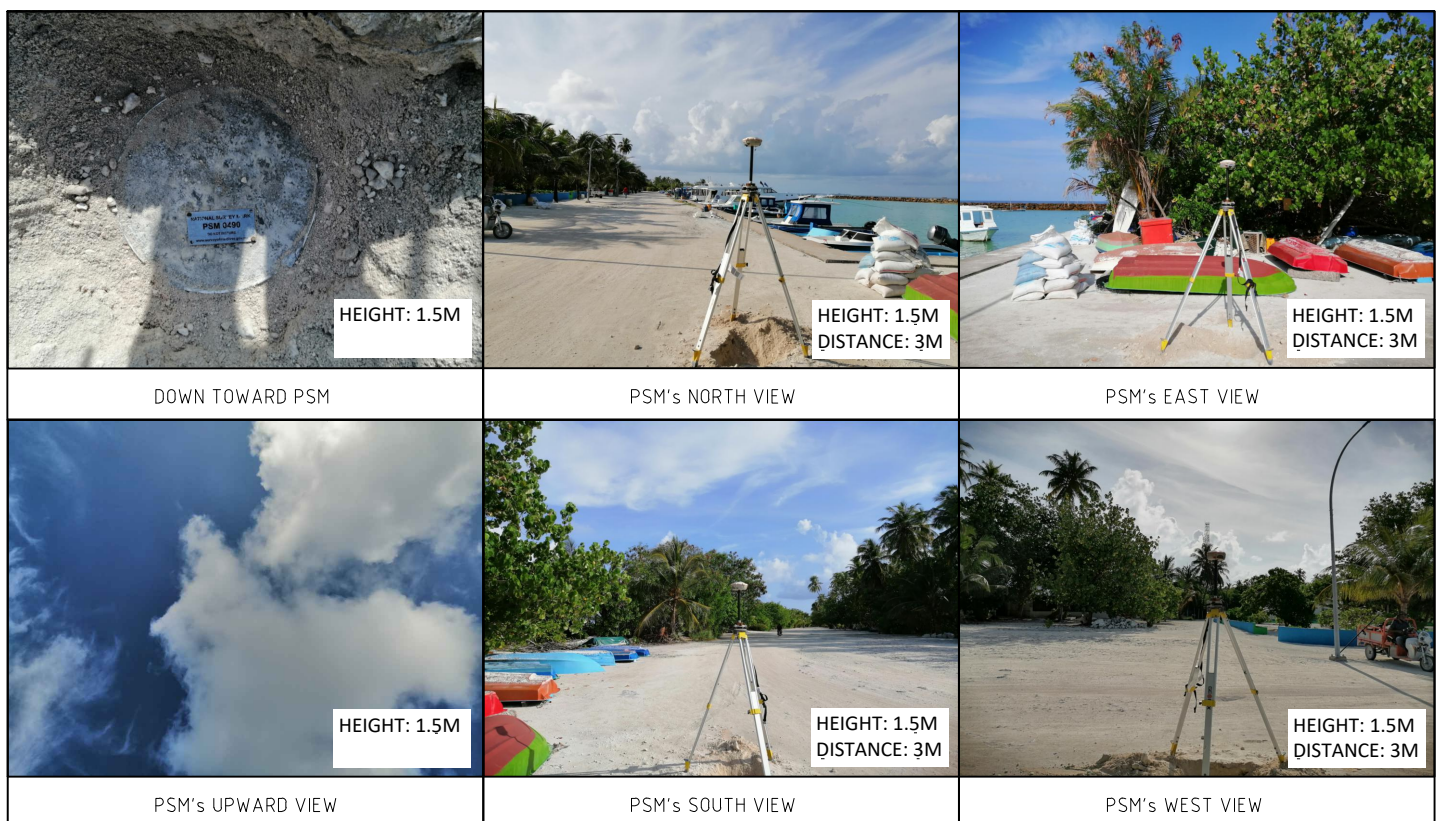 PSM 0490
HEIGHT: 1.5M
HEIGHT: 1.5M
DISTANCE: 3M
HEIGHT: 1.5M
DISTANCE: 3M
DOWN TOWARD PSM
PSM's NORTH VIEW
PSM's EAST VIEW
HEIGHT: 1.5M
HEIGHT: 1.5M
DISTANCE: 3M
HEIGHT: 1.5M
DISTANCE: 3M
PSM's UPWARD VIEW
PSM's SOUTH VIEW
PSM's WEST VIEW